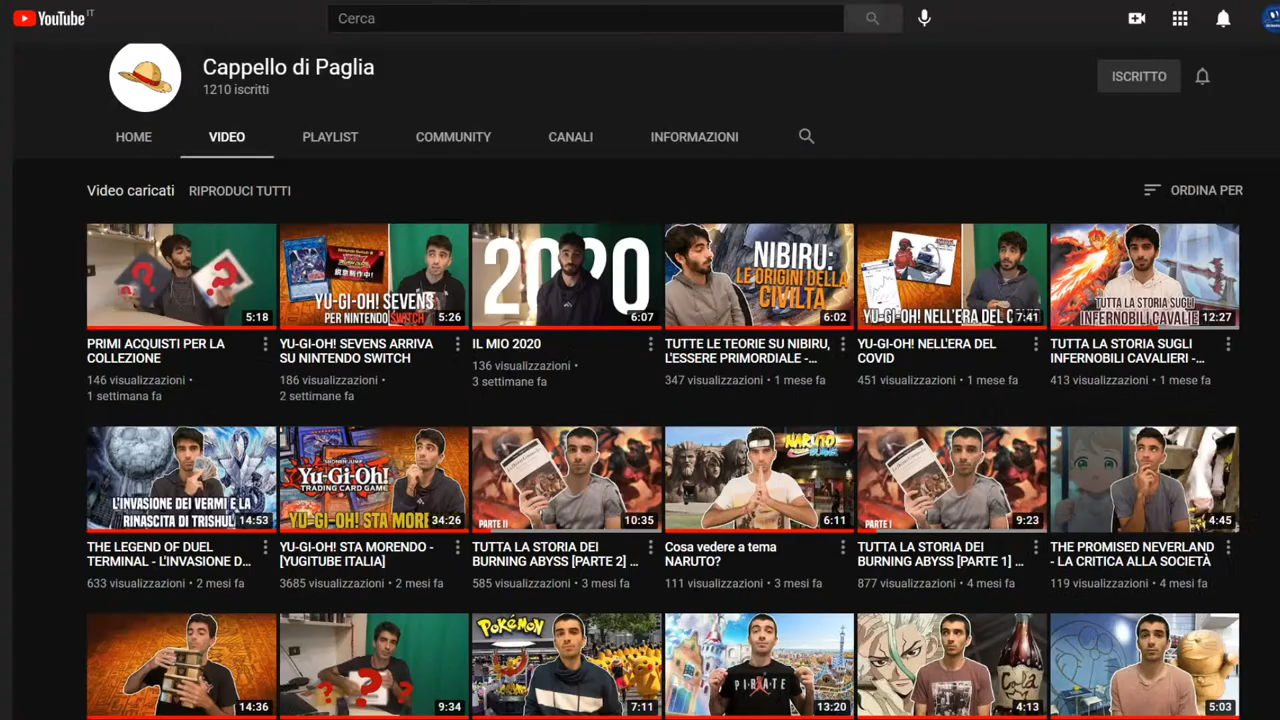 YouTube IT
Cerca
Cappello di Paglia
1210 iscritti
ISCRITTO
HOME
VIDEO
PLAYLIST
COMMUNITY
CANALI
INFORMAZIONI
Video caricati
RIPRODUCI TUTTI
ORDINA PER
?
?
5:18
YU-GI-OH! SEVENS
PER NINTENDO SWITCH
5:26
2020
6:07
NIBIRU:
LE ORIGINI DELLA
CIVILTÀ
6:02
YU-GI-OH! NELL'ERA DEL
7:41
TUTTA LA STORIA SUGLI
INFERNOBILI CAVALIE
12:27
PRIMI ACQUISTI PER LA
COLLEZIONE
146 visualizzazioni •
1 settimana fa
YU-GI-OH! SEVENS ARRIVA
SU NINTENDO SWITCH
186 visualizzazioni •
2 settimane fa
IL MIO 2020
136 visualizzazioni •
3 settimane fa
TUTTE LE TEORIE SU NIBIRU,
L'ESSERE PRIMORDIALE -...
347 visualizzazioni • 1 mese fa
YU-GI-OH! NELL'ERA DEL
COVID
451 visualizzazioni • 1 mese fa
TUTTA LA STORIA SUGLI
INFERNOBILI CAVALIERI -...
413 visualizzazioni • 1 mese fa
L'INVASIONE DEI VERMI E LA
RINASCITA DI TRISHUL
14:53
Yu-Gi-Oh!
TRADING CARD GAME
YU-GI-OH! STA MORE
34:26
PARTE II
10:35
NARUTO
6:11
PARTE I
9:23
4:45
THE LEGEND OF DUEL
TERMINAL - L'INVASIONE D...
633 visualizzazioni • 2 mesi fa
YU-GI-OH! STA MORENDO -
[YUGITUBE ITALIA]
3685 visualizzazioni • 2 mesi fa
TUTTA LA STORIA DEI
BURNING ABYSS [PARTE 2] ...
585 visualizzazioni • 3 mesi fa
Cosa vedere a tema
NARUTO?
111 visualizzazioni • 3 mesi fa
TUTTA LA STORIA DEI
BURNING ABYSS [PARTE 1] ...
877 visualizzazioni • 4 mesi fa
THE PROMISED NEVERLAND
- LA CRITICA ALLA SOCIETÀ
119 visualizzazioni • 4 mesi fa
14:36
? ? ?
9:34
POKéMON
7:11
PIRATE
13:20
Cola
4:13
5:03